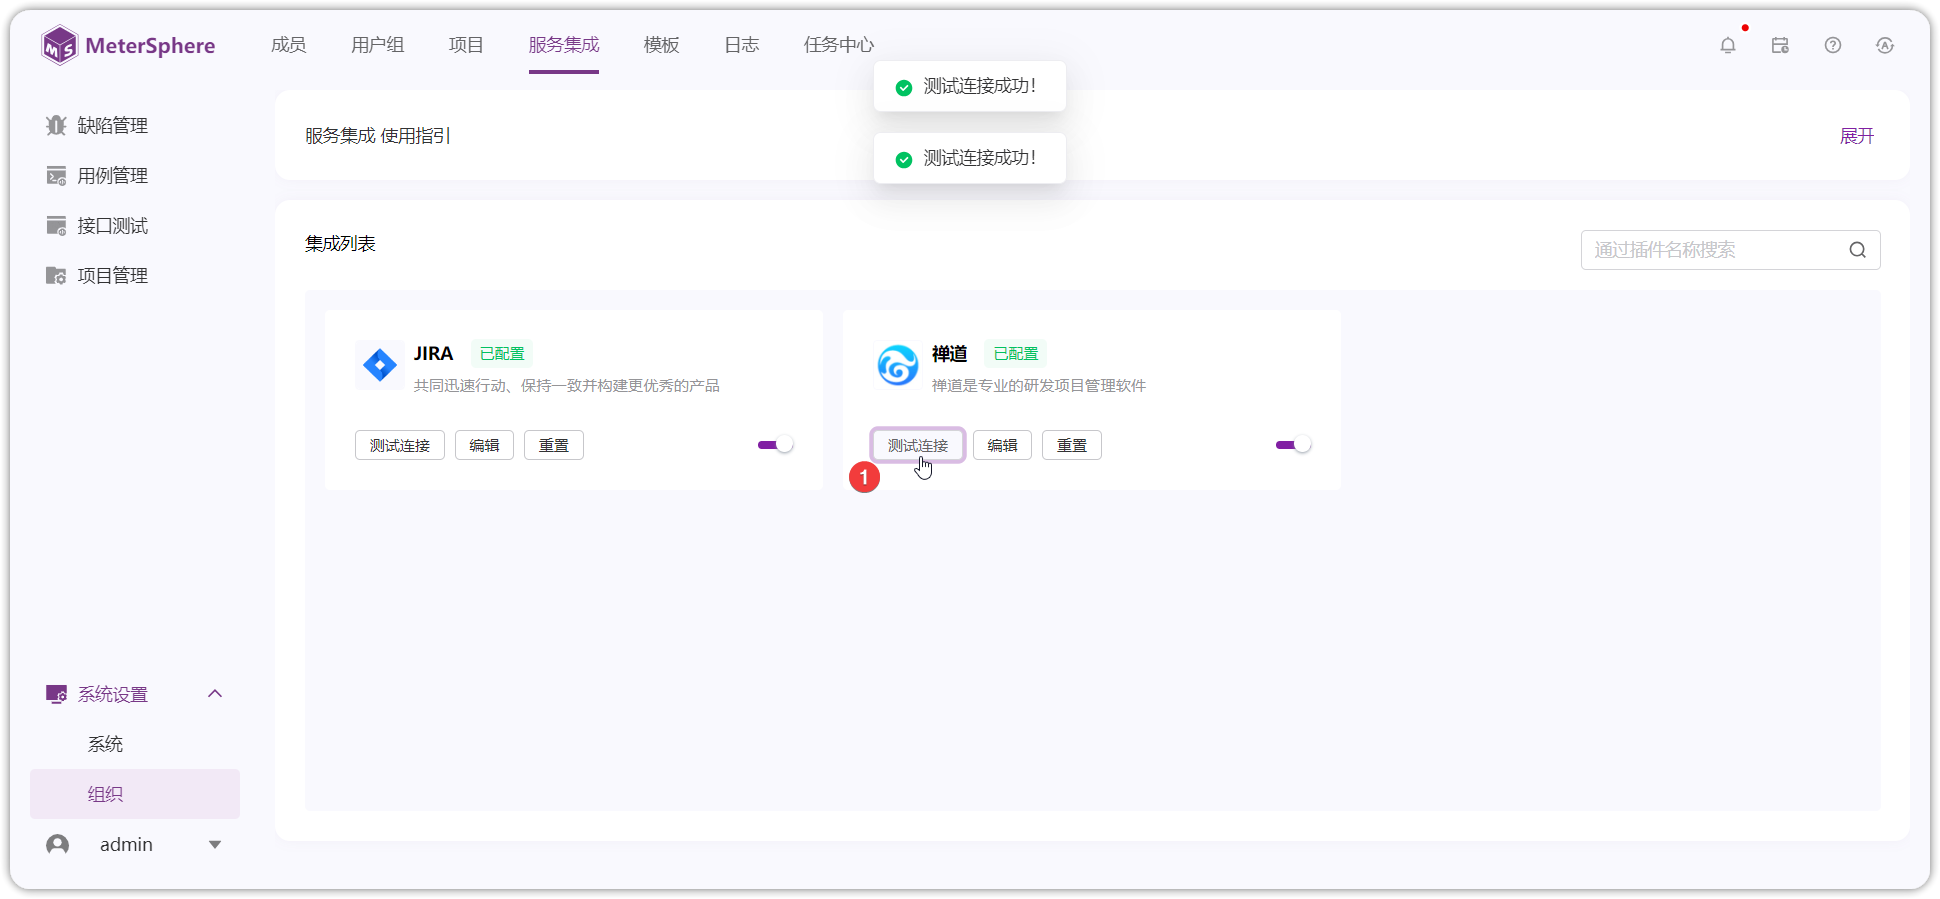 MeterSphere
成员
用户组
项目
服务集成
模板
日志
任务中心
测试连接成功!
测试连接成功!
缺陷管理
用例管理
接口测试
项目管理
服务集成 使用指引
展开
集成列表
通过插件名称搜索
JIRA
已配置
共同迅速行动、保持一致并构建更优秀的产品
测试连接
编辑
重置
禅道
已配置
禅道是专业的研发项目管理软件
测试连接
编辑
重置
1
系统设置
系统
组织
admin